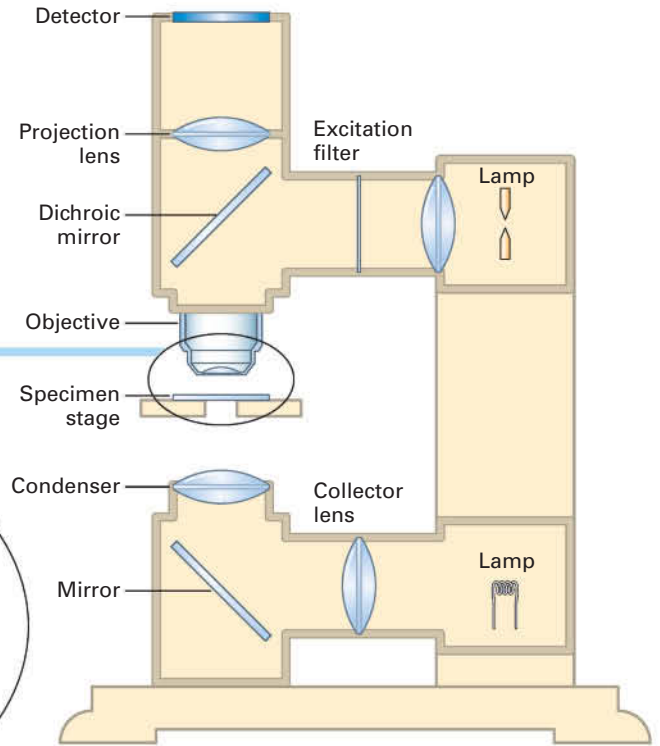 Detector
Projection
lens
Excitation
filter
Lamp
Dichroic
mirror
Objective
Specimen
stage
Condenser
Collector
lens
Lamp
Mirror